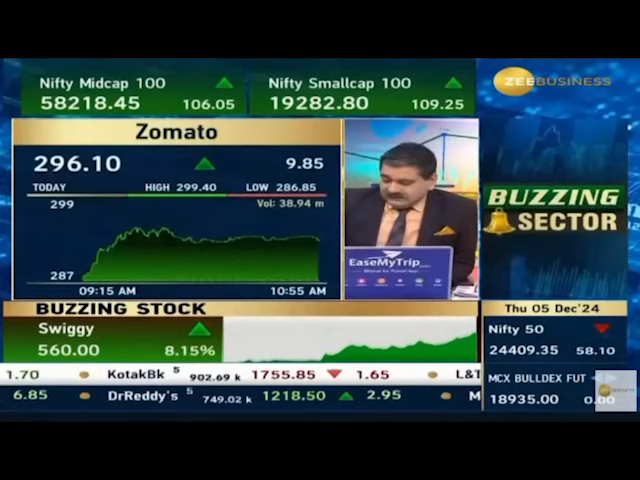 Nifty Midcap 100
58218.45 106.05
Nifty Smallcap 100
19282.80 109.25
ZEE BUSINESS
Zomato
296.10 9.85
TODAY HIGH 299.40 LOW 286.85
299 Vol: 38.94 m
287
09:15 AM 10:55 AM
EaseMyTrip
BUZZING
SECTOR
BUZZING STOCK
Swiggy
560.00 8.15%
Thu 05 Dec'24
Nifty 50
24409.35 58.10
MCX BULLDEX FUT
18935.00 0.00
1.70 KotakBk 5 902.69 k 1755.85 1.65 L&T
6.85 DrReddy's 5 749.02 k 1218.50 2.95 M